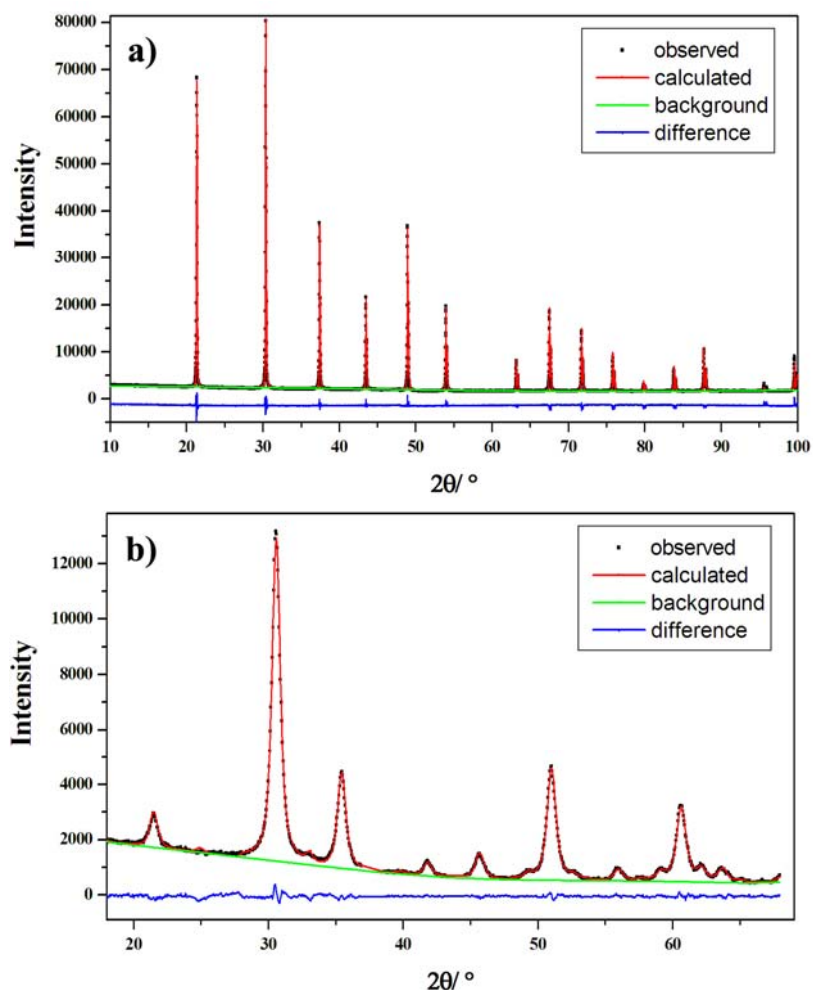 a)
observed
calculated
background
difference
Intensity
80000
70000
60000
50000
40000
30000
20000
10000
0
10 20 30 40 50 60 70 80 90 100
2θ/ °
b)
observed
calculated
background
difference
Intensity
12000
10000
8000
6000
4000
2000
0
20 30 40 50 60
2θ/ °